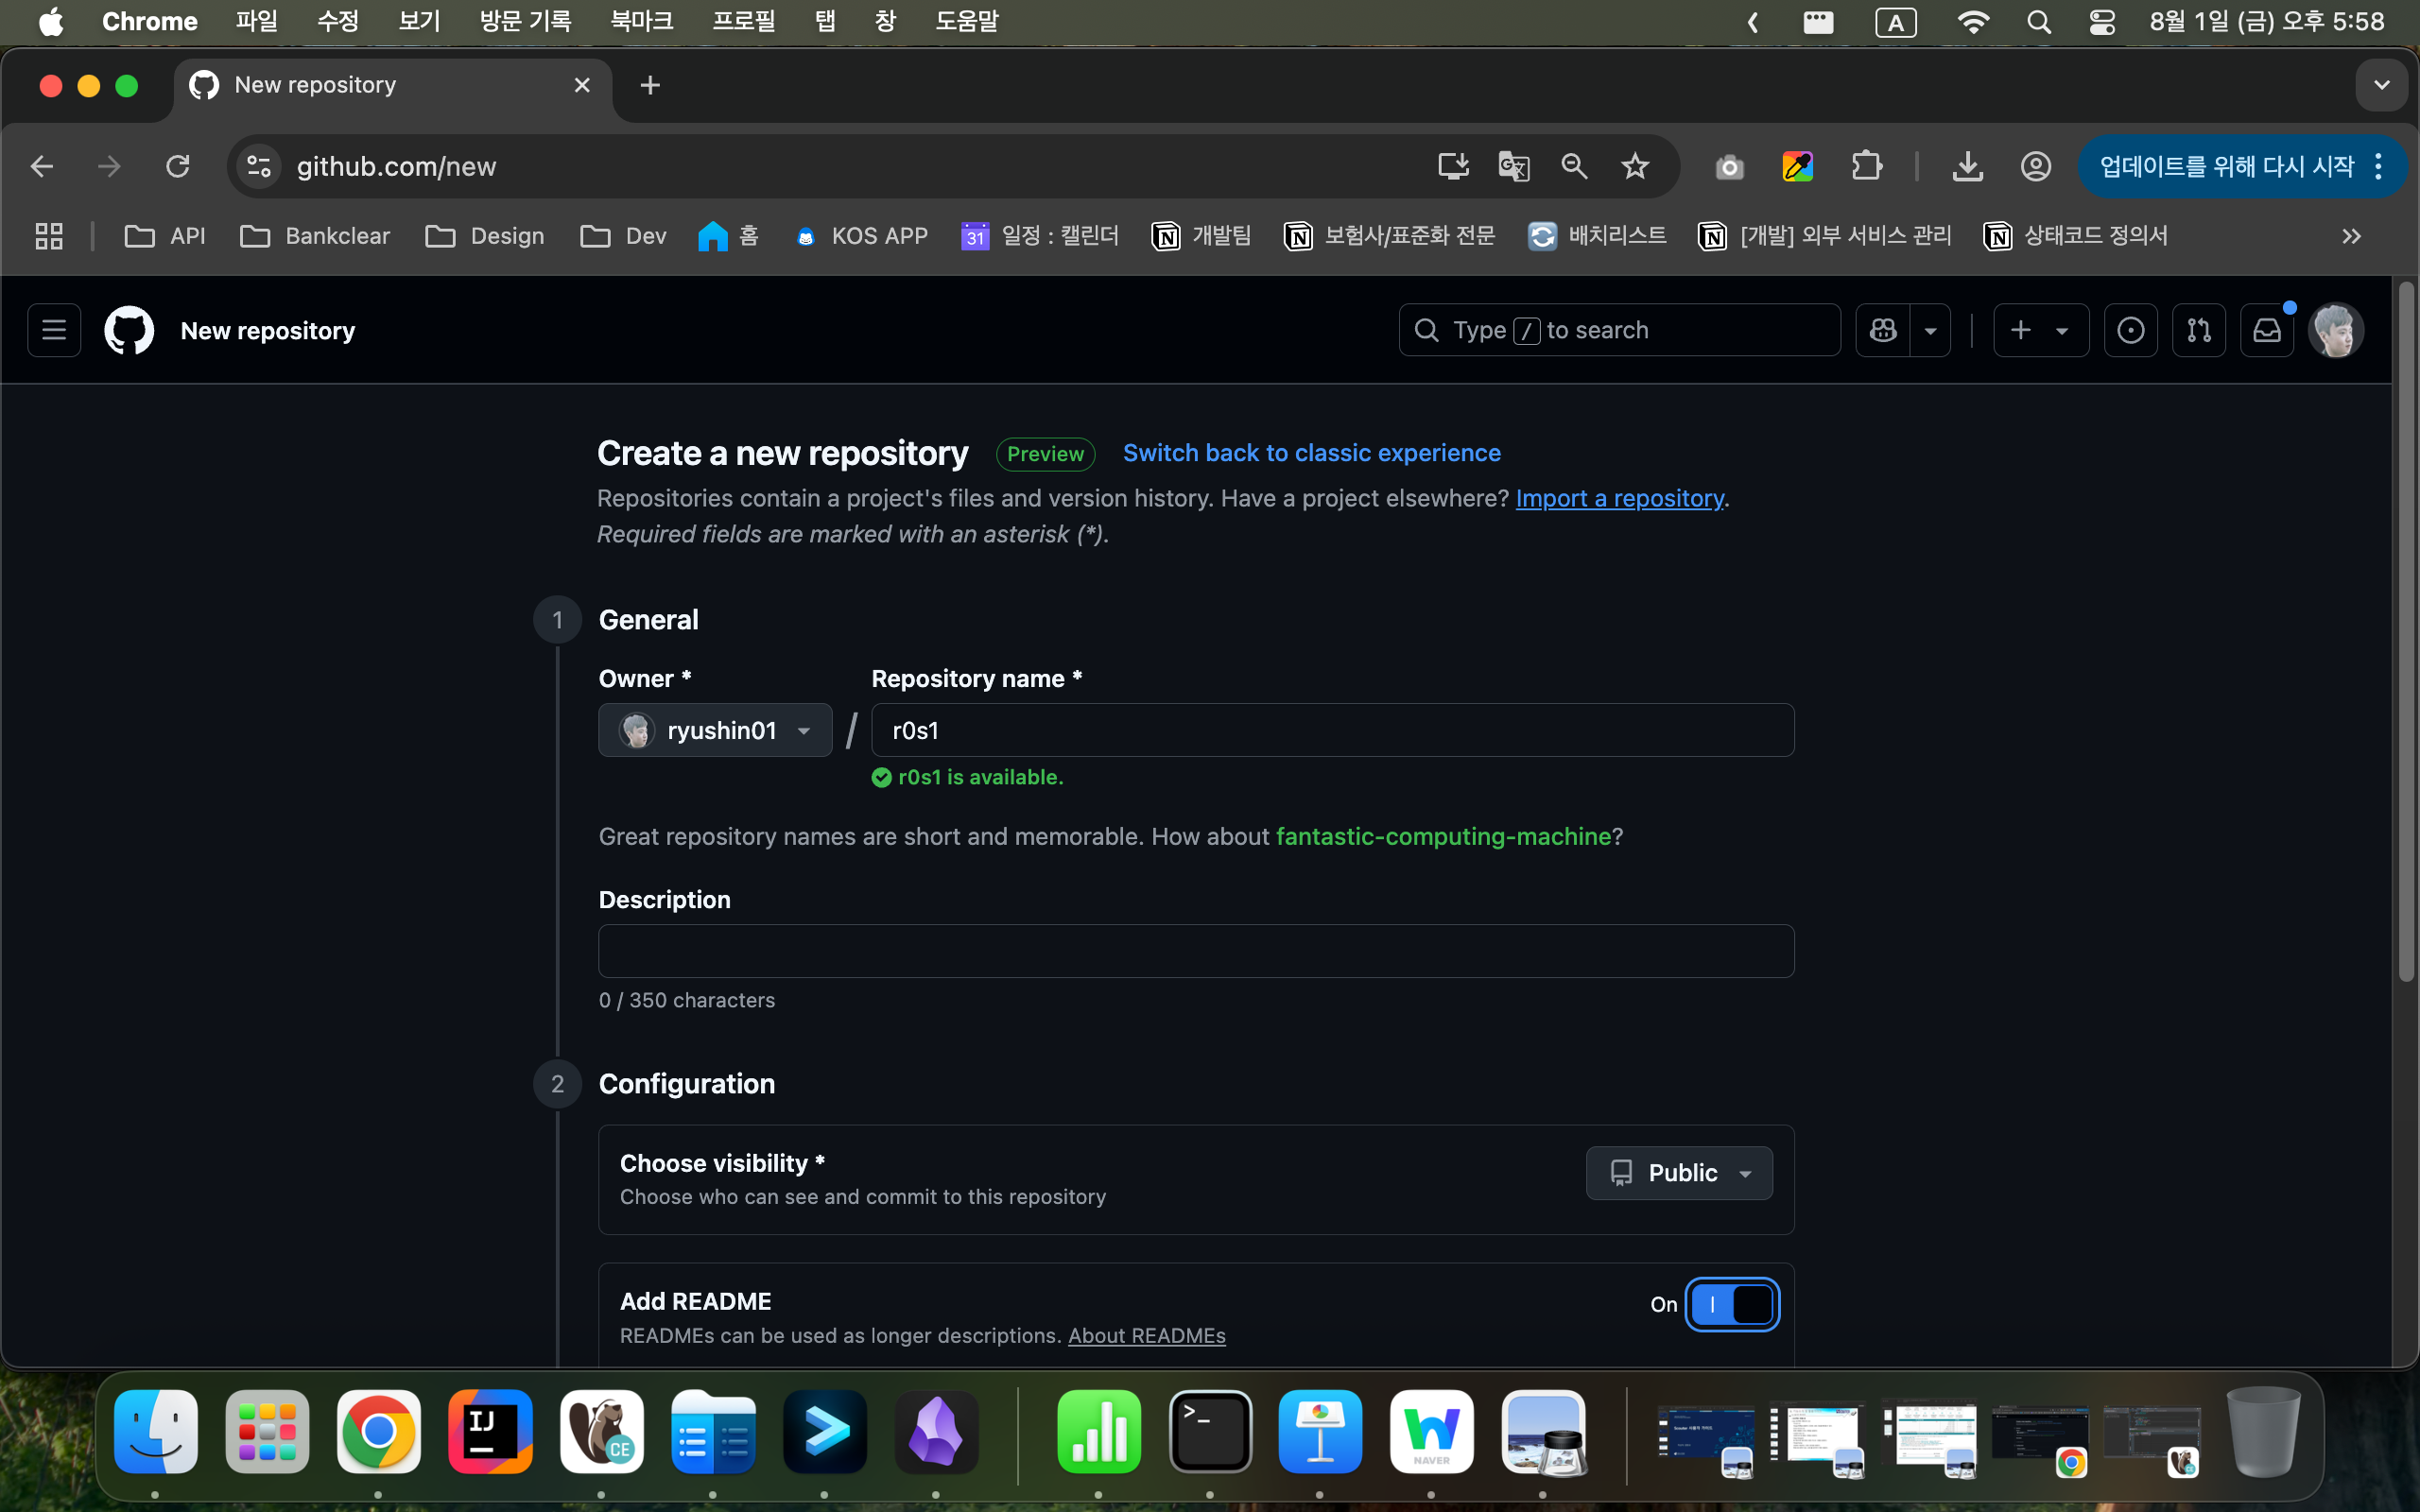 Chrome 파일 수정 보기 방문 기록 북마크 프로필 탭 창 도움말 A 8월 1일 (금) 오후 5:58
New repository
github.com/new 업데이트를 위해 다시 시작
API Bankclear Design Dev 홈 KOS APP 31 일정 : 캘린더 개발팀 보험사/표준화 전문 배치리스트 [개발] 외부 서비스 관리 상태코드 정의서
New repository Type / to search
Create a new repository Preview Switch back to classic experience
Repositories contain a project's files and version history. Have a project elsewhere? Import a repository.
Required fields are marked with an asterisk (*).
1 General
Owner * Repository name *
ryushin01 / r0s1
r0s1 is available.
Great repository names are short and memorable. How about fantastic-computing-machine?
Description
0 / 350 characters
2 Configuration
Choose visibility * Public
Choose who can see and commit to this repository
Add README On
READMEs can be used as longer descriptions. About READMEs
IJ CE NAVER